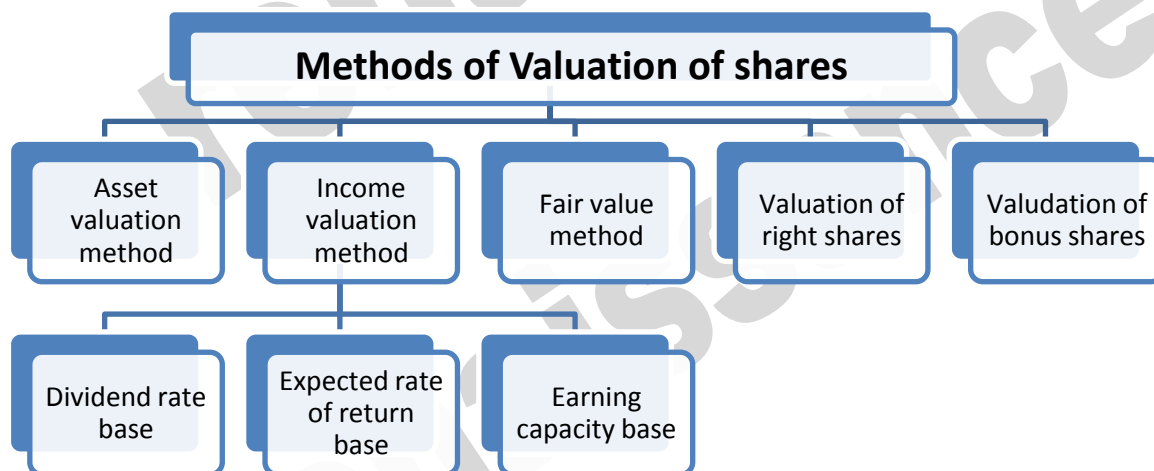 Methods of Valuation of shares
Asset
valuation
method
Income
valuation
method
Fair value
method
Valuation of
right shares
Valudation of
bonus shares
Dividend rate
base
Expected rate
of return
base
Earning
capacity base